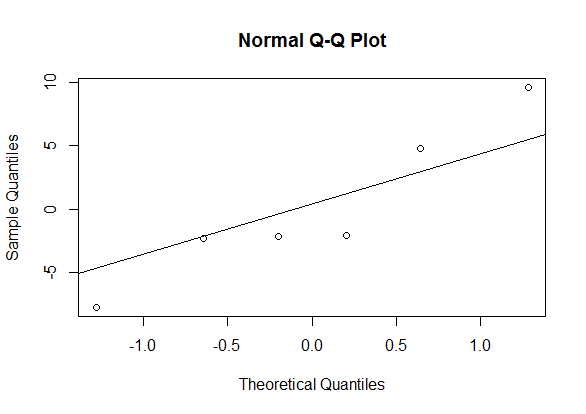 Normal Q-Q Plot
Sample Quantiles
10
5
0
-5
-1.0 -0.5 0.0 0.5 1.0
Theoretical Quantiles